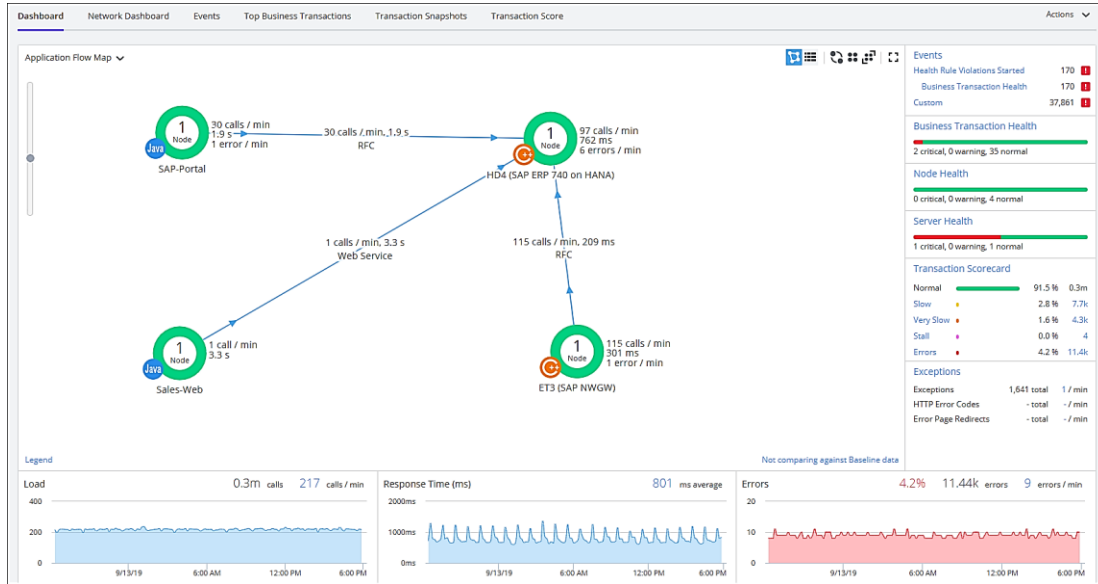 Dashboard Network Dashboard Events Top Business Transactions Transaction Snapshots Transaction Score Actions
Application Flow Map
1
Node
Java
SAP-Portal
30 calls / min
1.9 s
1 error / min
30 calls / min, 1.9 s
RFC
1
Node
97 calls / min
762 ms
6 errors / min
HD4 (SAP ERP 740 on HANA)
1 calls / min, 3.3 s
Web Service
115 calls / min, 209 ms
RFC
1
Node
Java
1 call / min
3.3 s
Sales-Web
1
Node
115 calls / min
301 ms
1 error / min
ET3 (SAP NWGW)
Legend
Not comparing against Baseline data
Events
Health Rule Violations Started 170 !
Business Transaction Health 170 !
Custom 37,861 !
Business Transaction Health
2 critical, 0 warning, 35 normal
Node Health
0 critical, 0 warning, 4 normal
Server Health
1 critical, 0 warning, 1 normal
Transaction Scorecard
Normal 91.5 % 0.3m
Slow 2.8 % 7.7k
Very Slow 1.6 % 4.3k
Stall 0.0 % 4
Errors 4.2 % 11.4k
Exceptions
Exceptions 1,641 total 1 / min
HTTP Error Codes - total - / min
Error Page Redirects - total - / min
Load 0.3m calls 217 calls / min
400
200
0
9/13/19 6:00 AM 12:00 PM 6:00 PM
Response Time (ms) 801 ms average
2000ms
1000ms
0ms
9/13/19 6:00 AM 12:00 PM 6:00 PM
Errors 4.2% 11.44k errors 9 errors / min
20
10
0
9/13/19 6:00 AM 12:00 PM 6:00 PM